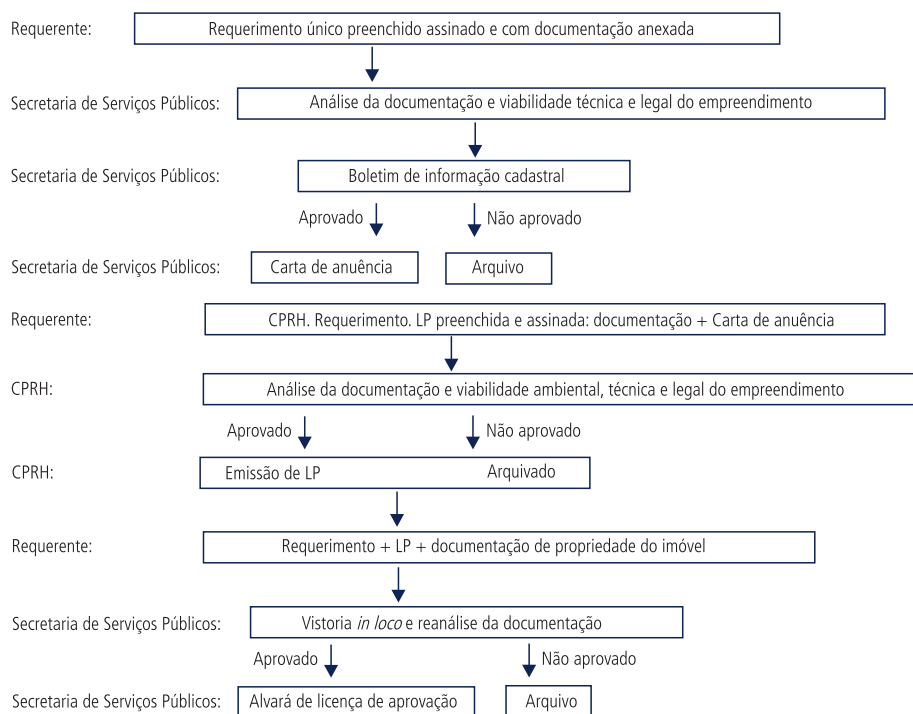 Requerente: Requerimento único preenchido assinado e com documentação anexada
Secretaria de Serviços Públicos: Análise da documentação e viabilidade técnica e legal do empreendimento
Secretaria de Serviços Públicos: Boletim de informação cadastral
Aprovado Não aprovado
Secretaria de Serviços Públicos: Carta de anuência Arquivo
Requerente: CPRH. Requerimento. LP preenchida e assinada: documentação + Carta de anuência
CPRH: Análise da documentação e viabilidade ambiental, técnica e legal do empreendimento
Aprovado Não aprovado
CPRH: Emissão de LP Arquivado
Requerente: Requerimento + LP + documentação de propriedade do imóvel
Secretaria de Serviços Públicos: Vistoria in loco e reanálise da documentação
Aprovado Não aprovado
Secretaria de Serviços Públicos: Alvará de licença de aprovação Arquivo